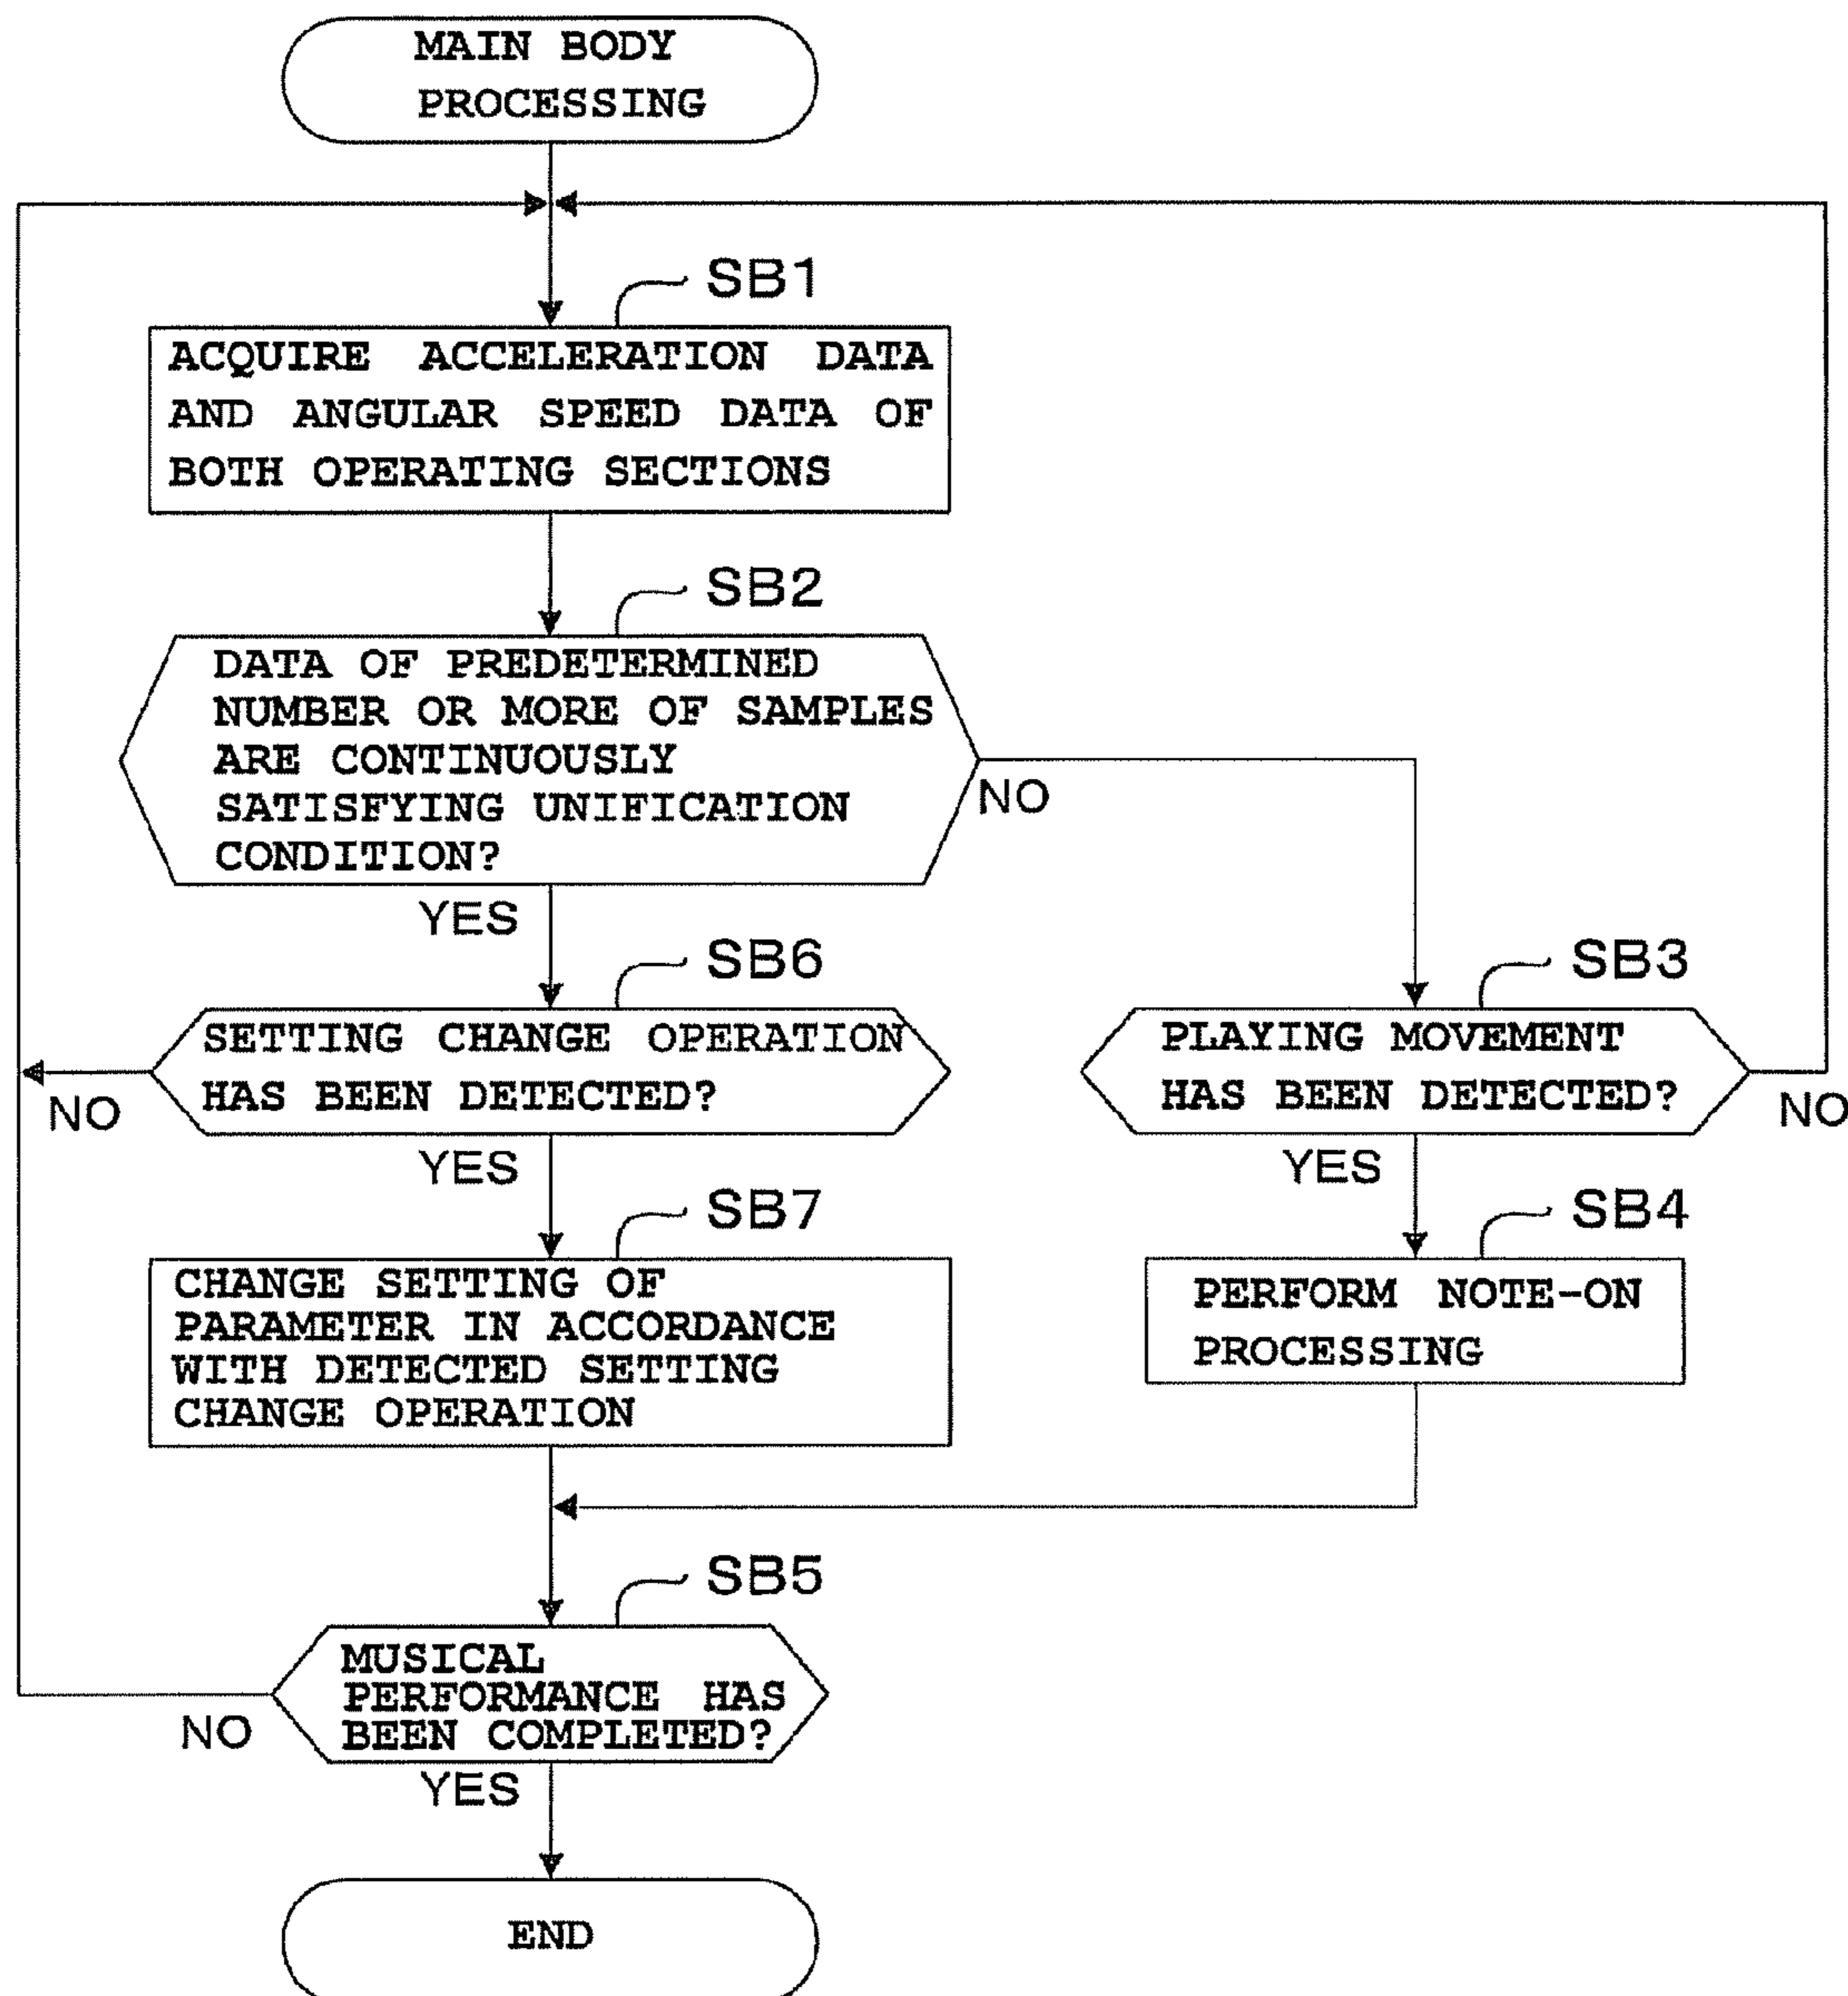 MAIN BODY
PROCESSING
SB1
ACQUIRE ACCELERATION DATA
AND ANGULAR SPEED DATA OF
BOTH OPERATING SECTIONS
SB2
DATA OF PREDETERMINED
NUMBER OR MORE OF SAMPLES
ARE CONTINUOUSLY
SATISFYING UNIFICATION
CONDITION?
NO
YES
SB6
SETTING CHANGE OPERATION
HAS BEEN DETECTED?
NO
YES
SB3
PLAYING MOVEMENT
HAS BEEN DETECTED?
NO
YES
SB7
CHANGE SETTING OF
PARAMETER IN ACCORDANCE
WITH DETECTED SETTING
CHANGE OPERATION
SB4
PERFORM NOTE-ON
PROCESSING
SB5
MUSICAL
PERFORMANCE HAS
BEEN COMPLETED?
NO
YES
END